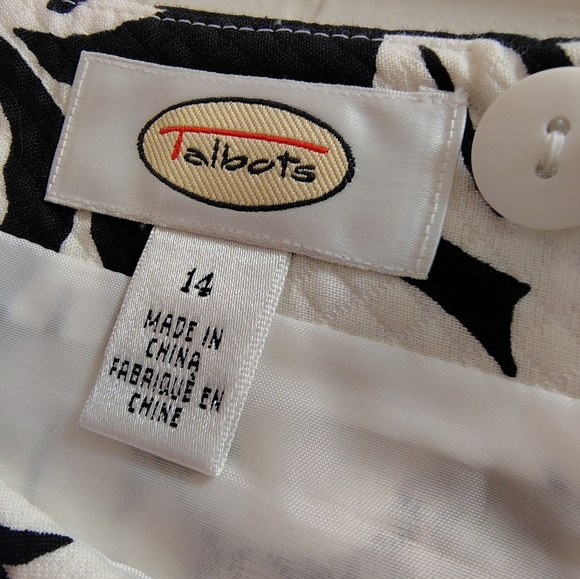 Talbots
14
MADE IN
CHINA
FABRIQUÉ EN
CHINE